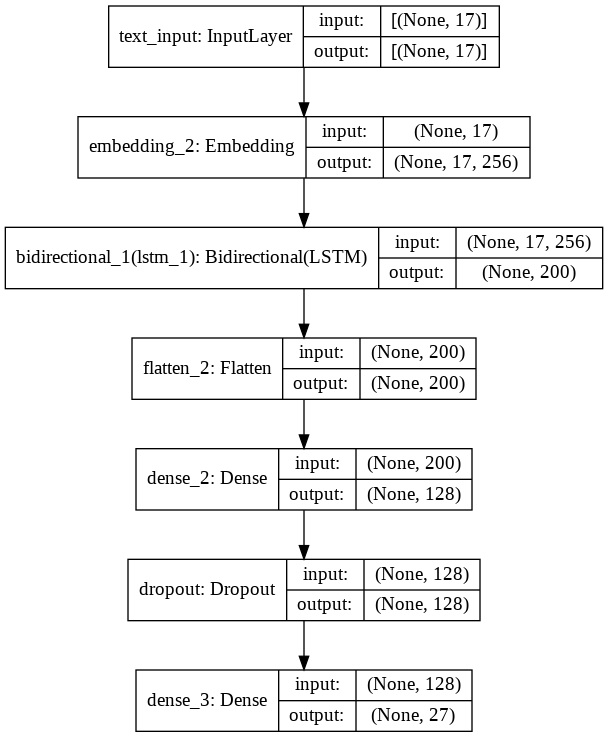 text_input: InputLayer input: [(None, 17)]
output: [(None, 17)]
embedding_2: Embedding input: (None, 17)
output: (None, 17, 256)
bidirectional_1(lstm_1): Bidirectional(LSTM) input: (None, 17, 256)
output: (None, 200)
flatten_2: Flatten input: (None, 200)
output: (None, 200)
dense_2: Dense input: (None, 200)
output: (None, 128)
dropout: Dropout input: (None, 128)
output: (None, 128)
dense_3: Dense input: (None, 128)
output: (None, 27)